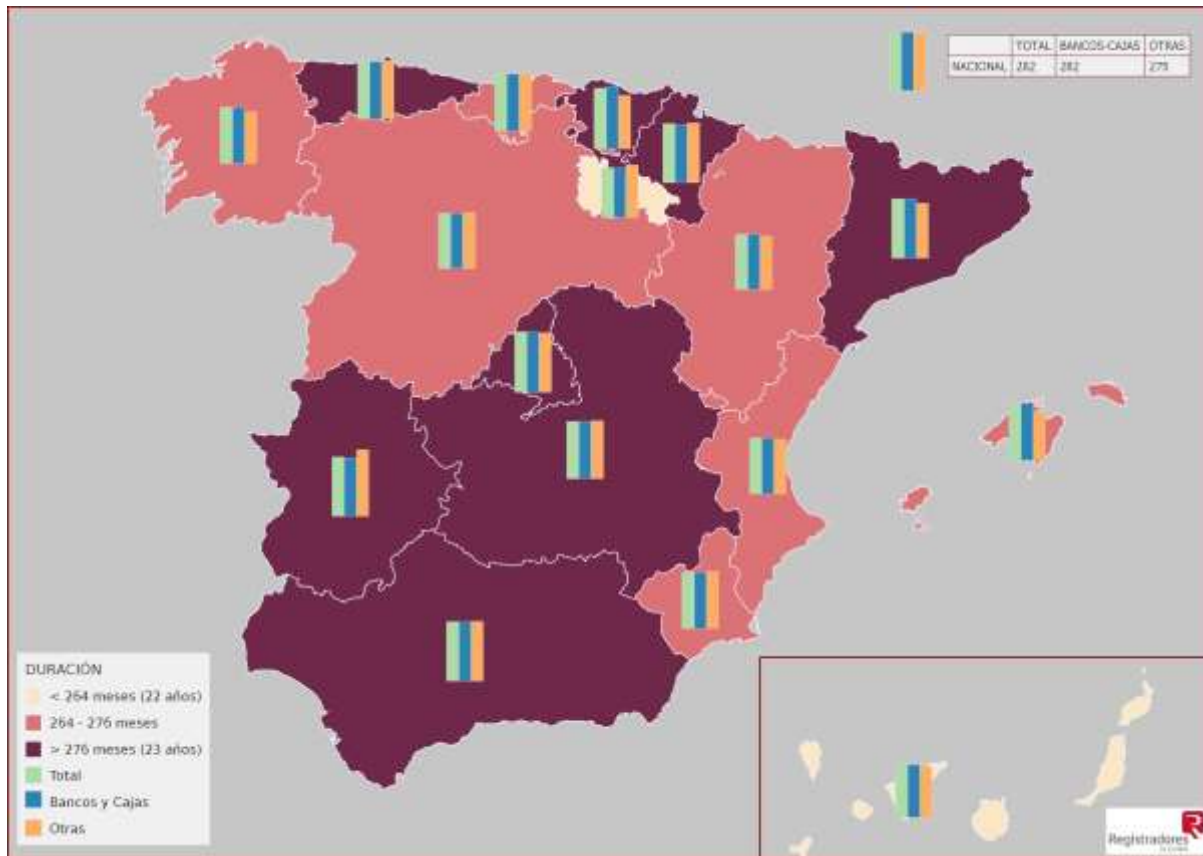 TOTAL BANCOS-CAJAS OTRAS
NACIONAL 282 282 275
DURACIÓN
< 264 meses (22 años)
264 - 276 meses
> 276 meses (23 años)
Total
Bancos y Cajas
Otras
Registradores